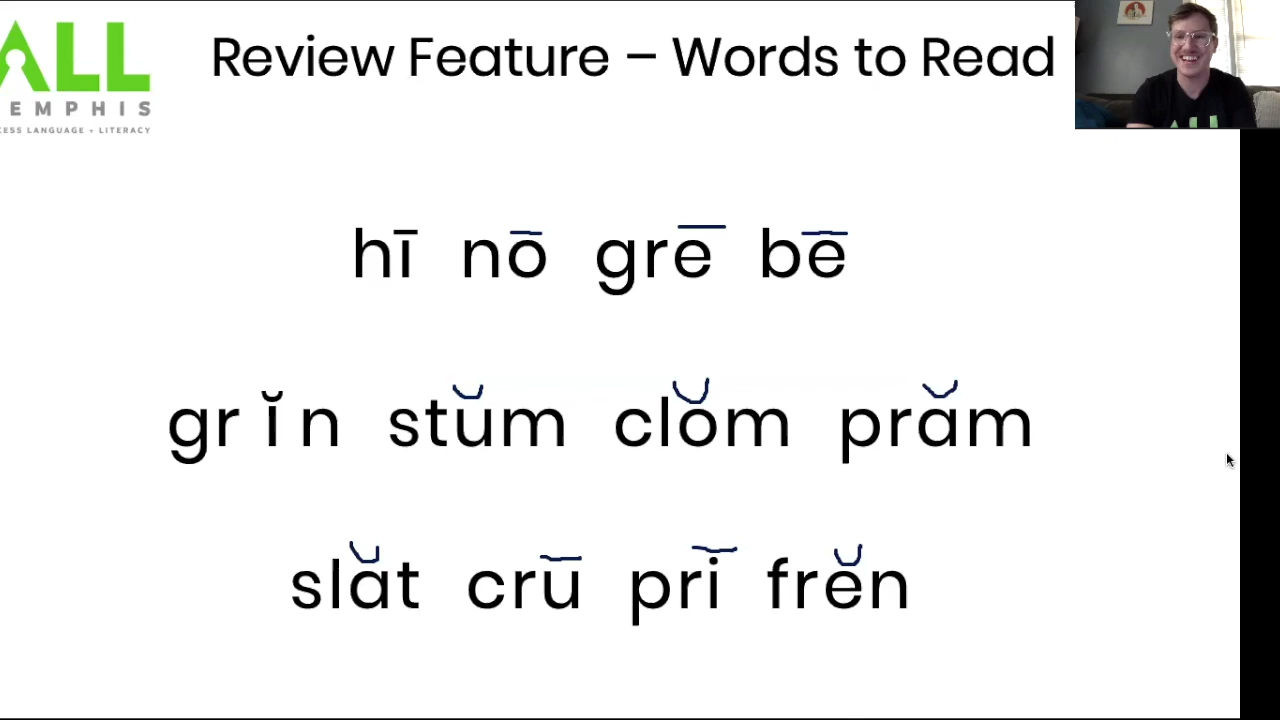 ALL
Review Feature – Words to Read
EMPHIS
CESS LANGUAGE + LITERACY
hī nō grē bē
grĭn stŭm clŏm prăm
slăt crū prī frĕn